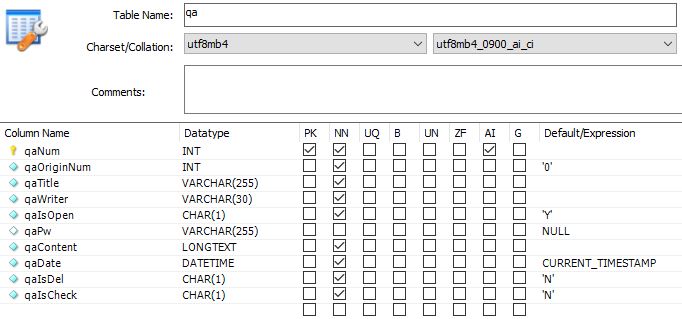 Table Name: qa
Charset/Collation: utf8mb4 utf8mb4_0900_ai_ci
Comments:
Column Name Datatype PK NN UQ B UN ZF AI G Default/Expression
qaNum INT
qaOriginNum INT '0'
qaTitle VARCHAR(255)
qaWriter VARCHAR(30)
qaIsOpen CHAR(1) 'Y'
qaPw VARCHAR(255) NULL
qaContent LONGTEXT
qaDate DATETIME CURRENT_TIMESTAMP
qaIsDel CHAR(1) 'N'
qaIsCheck CHAR(1) 'N'